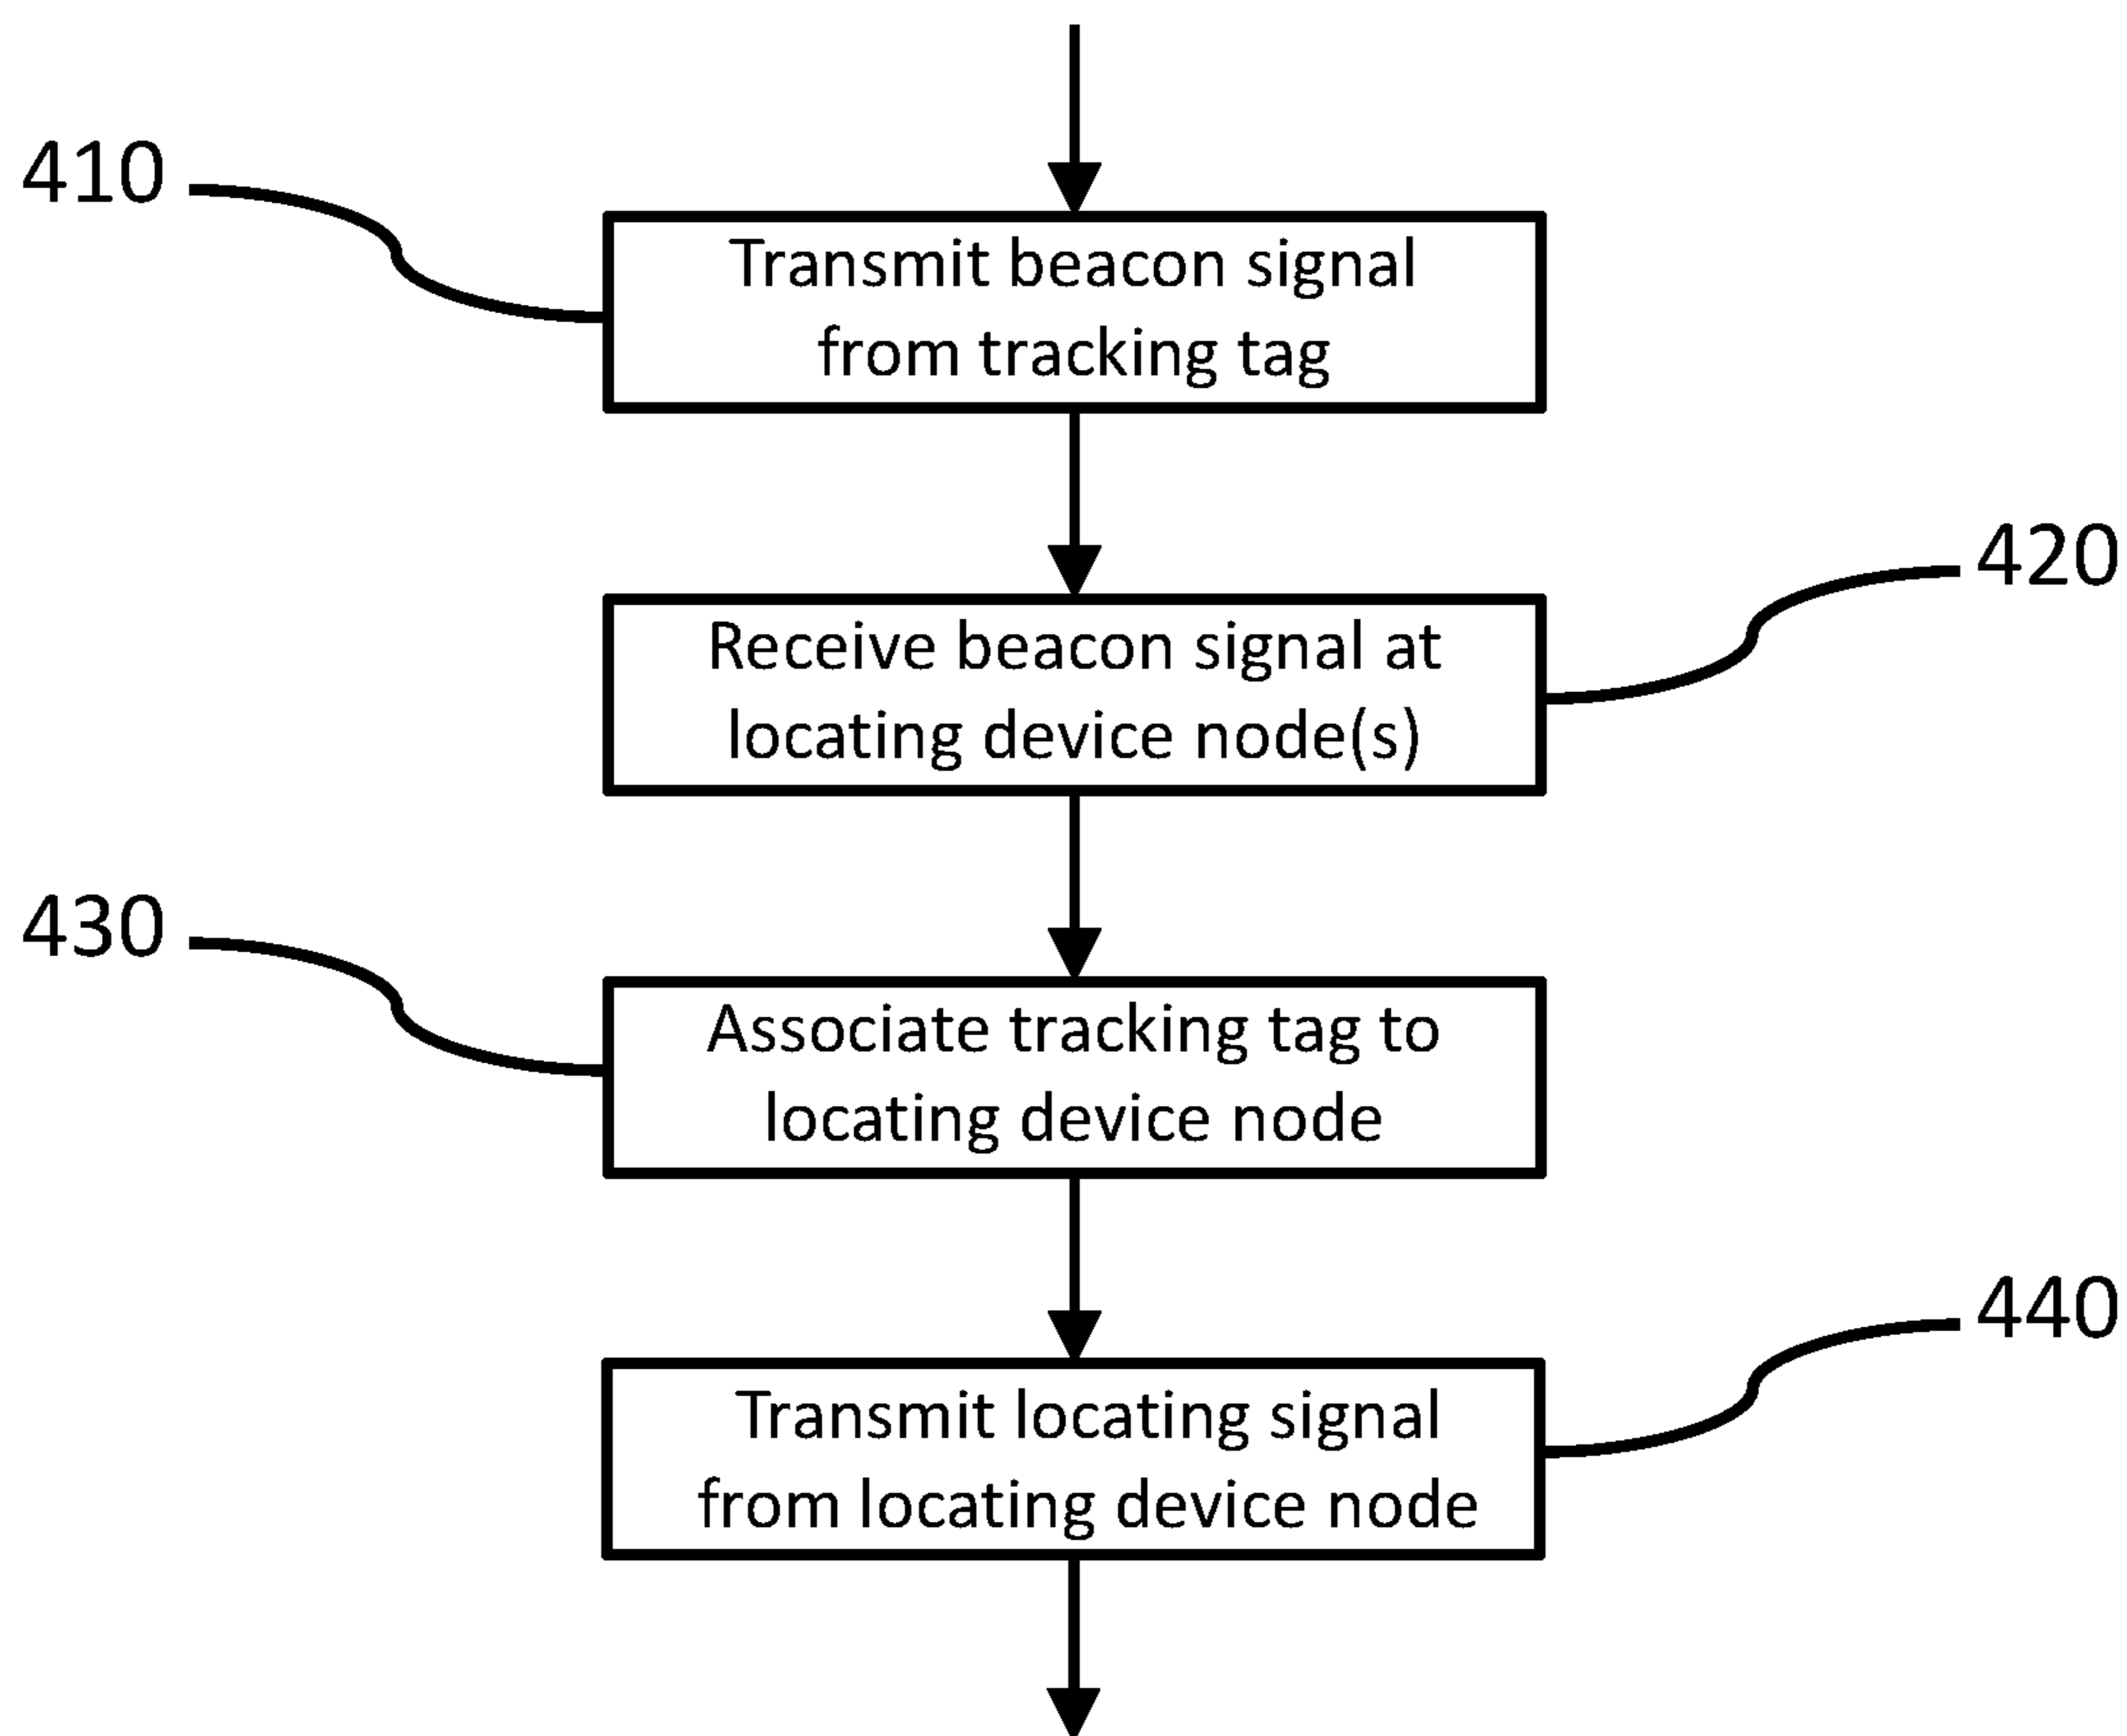 410
Transmit beacon signal
from tracking tag
420
Receive beacon signal at
locating device node(s)
430
Associate tracking tag to
locating device node
440
Transmit locating signal
from locating device node